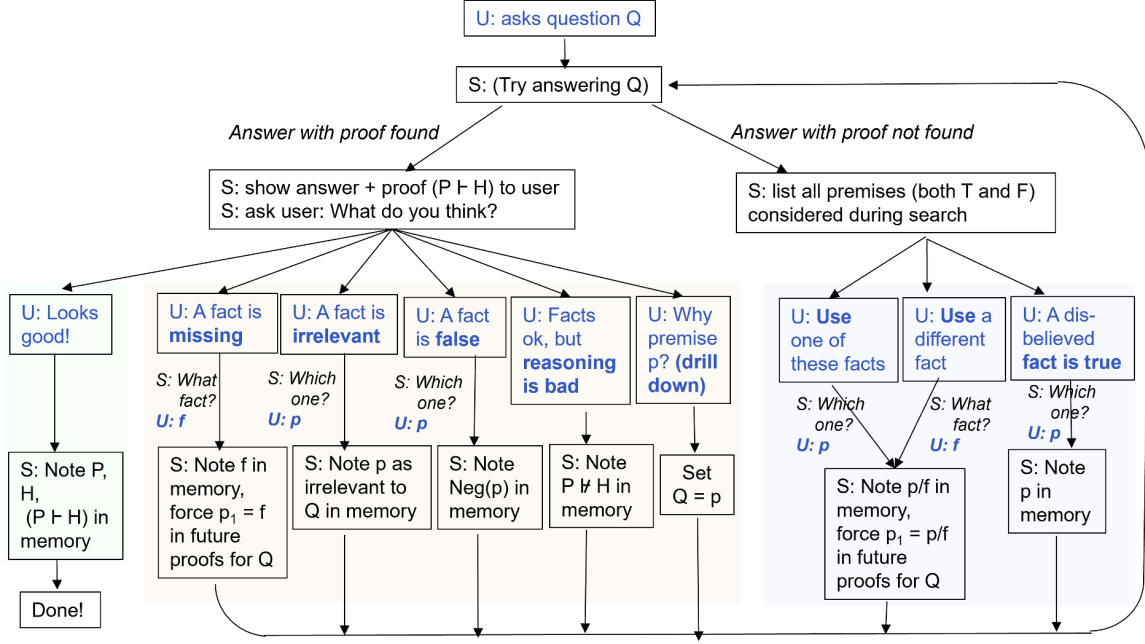 U: asks question Q
S: (Try answering Q)
Answer with proof found
Answer with proof not found
S: show answer + proof (P ⊢ H) to user
S: ask user: What do you think?
S: list all premises (both T and F)
considered during search
U: Looks
good!
U: A fact is
missing
U: A fact is
irrelevant
U: A fact
is false
U: Facts
ok, but
reasoning
is bad
U: Why
premise
p? (drill
down)
U: Use
one of
these facts
U: Use a
different
fact
U: A dis-
believed
fact is true
S: What
fact?
U: f
S: Which
one?
U: p
S: Which
one?
U: p
S: Which
one?
U: p
S: What
fact?
U: f
S: Which
one?
U: p
S: Note P,
H,
(P ⊢ H) in
memory
S: Note f in
memory,
force p₁ = f
in future
proofs for Q
S: Note p as
irrelevant to
Q in memory
S: Note
Neg(p) in
memory
S: Note
P ⊬ H in
memory
Set
Q = p
S: Note p/f in
memory,
force p₁ = p/f
in future
proofs for Q
S: Note
p in
memory
Done!